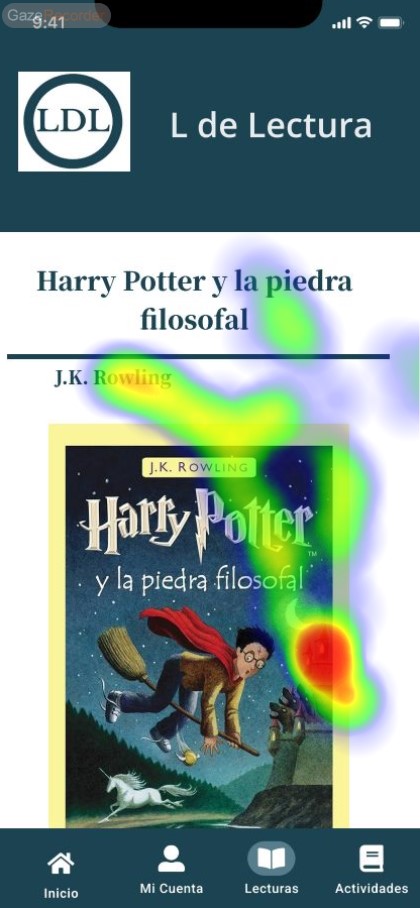 GazeRecorder
9:41
LDL
L de Lectura
Harry Potter y la piedra
filosofal
J.K. Rowling
J.K. ROWLING
Harry Potter
TM
y la piedra filosofal
Inicio
Mi Cuenta
Lecturas
Actividades